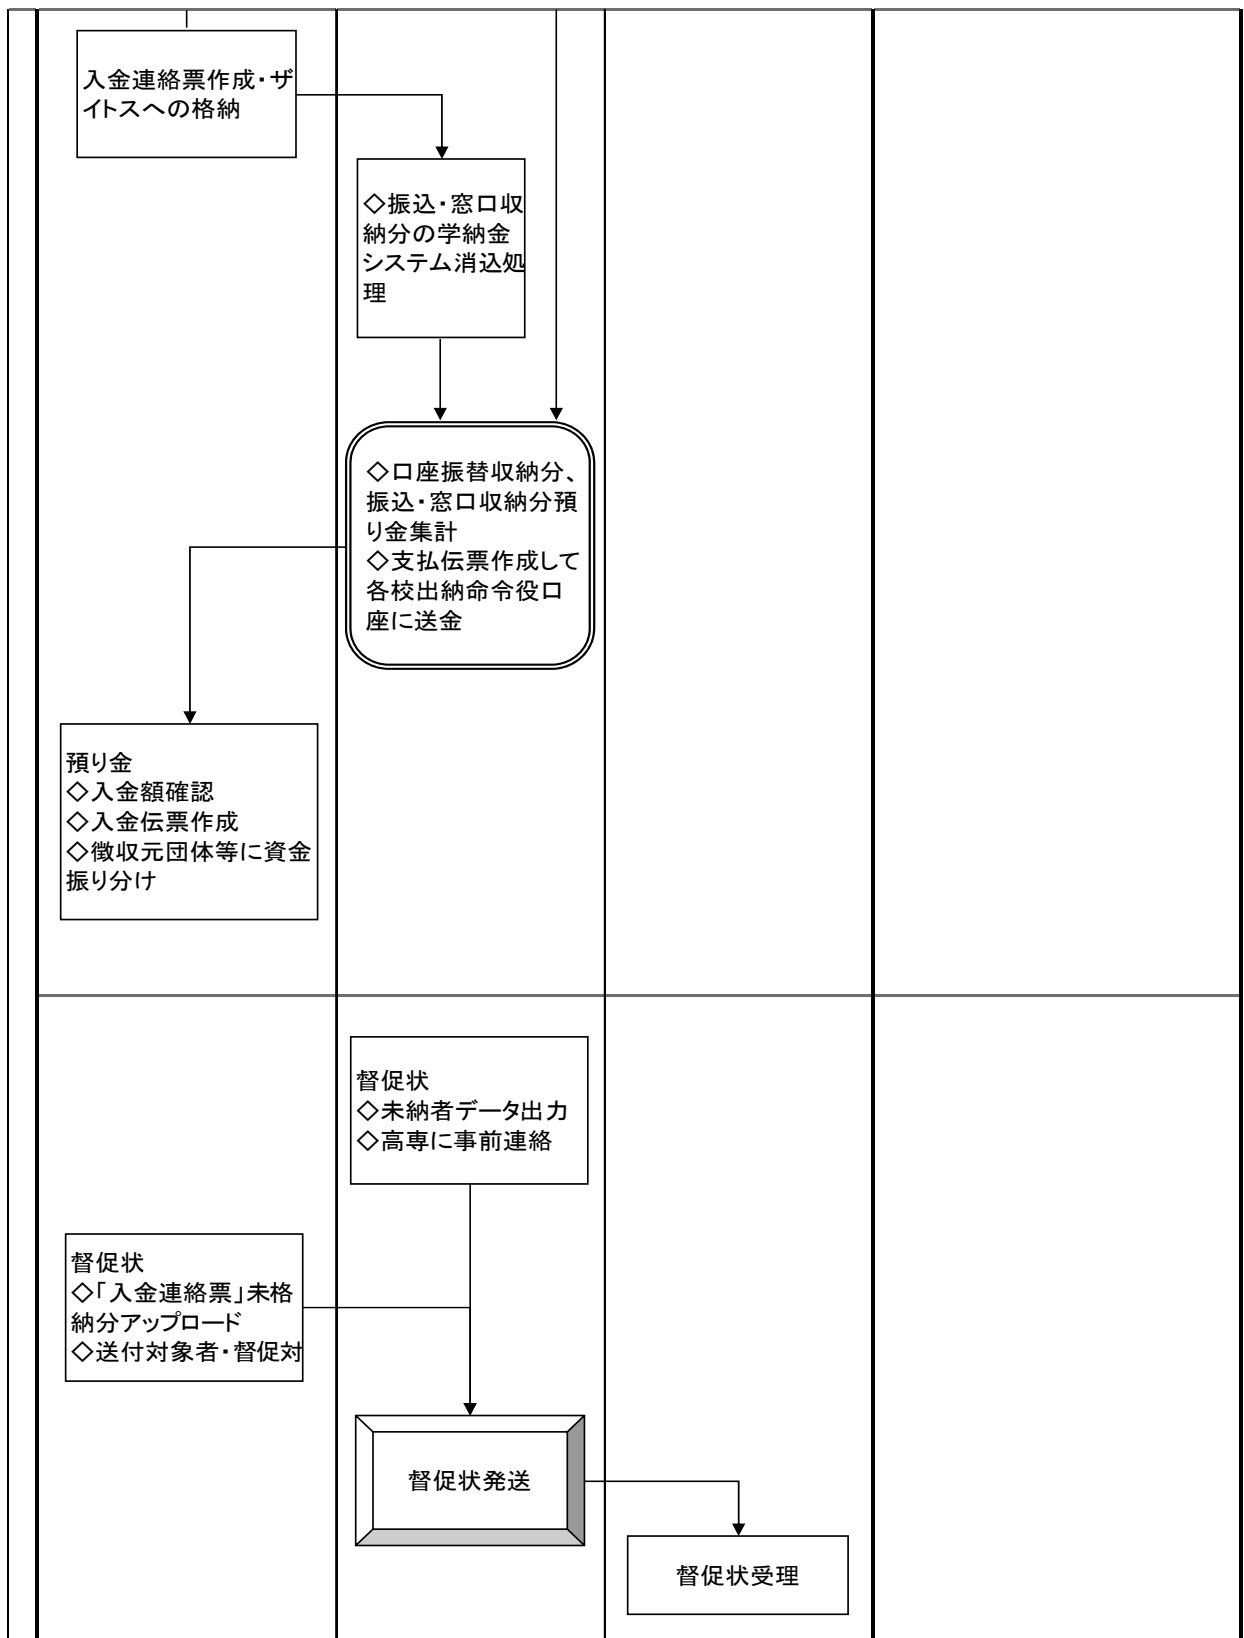 入金連絡票作成・ザ
イトスへの格納
◇振込・窓口収
納分の学納金
システム消込処
理
◇口座振替収納分、
振込・窓口収納分預
り金集計
◇支払伝票作成して
各校出納命令役口
座に送金
預り金
◇入金額確認
◇入金伝票作成
◇徴収元団体等に資金
振り分け
督促状
◇未納者データ出力
◇高専に事前連絡
督促状
◇「入金連絡票」未格
納分アップロード
◇送付対象者・督促対
督促状発送
督促状受理